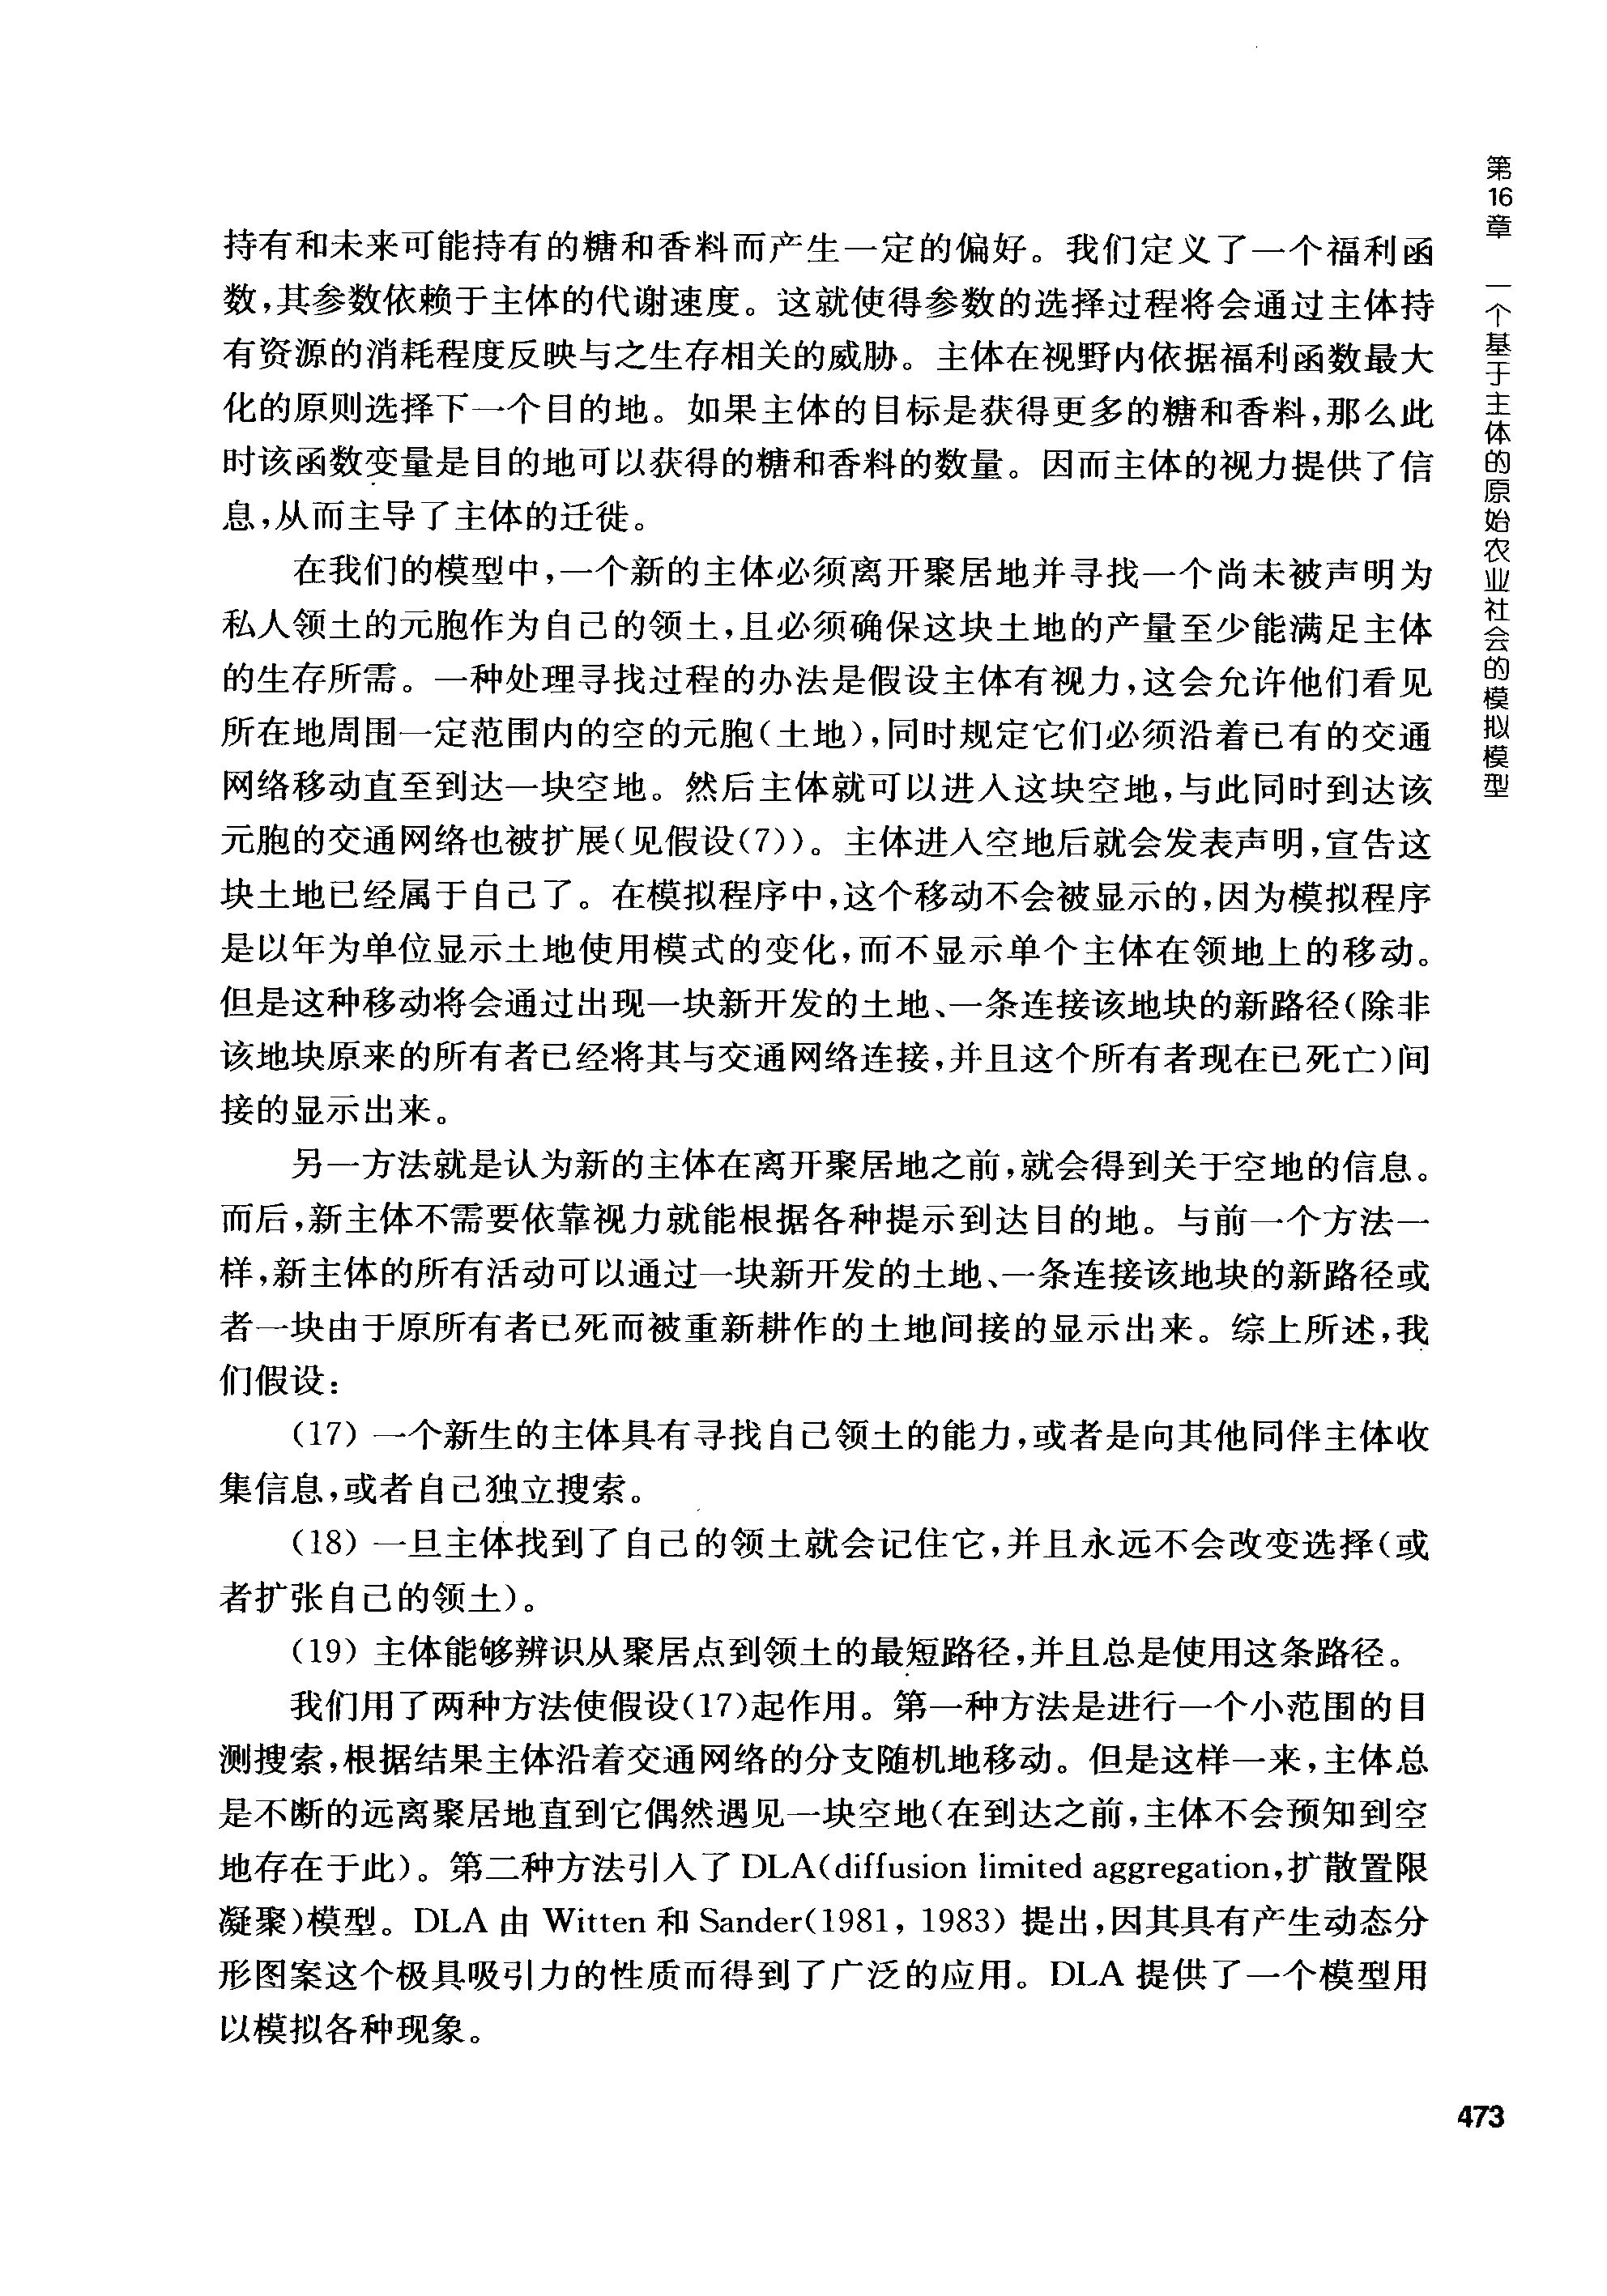 第16章 一个基于主体的原始农业社会的模拟模型
持有和未来可能持有的糖和香料而产生一定的偏好。我们定义了一个福利函
数,其参数依赖于主体的代谢速度。这就使得参数的选择过程将会通过主体持
有资源的消耗程度反映与之生存相关的威胁。主体在视野内依据福利函数最大
化的原则选择下一个目的地。如果主体的目标是获得更多的糖和香料,那么此
时该函数变量是目的地可以获得的糖和香料的数量。因而主体的视力提供了信
息,从而主导了主体的迁徙。
在我们的模型中,一个新的主体必须离开聚居地并寻找一个尚未被声明为
私人领土的元胞作为自己的领土,且必须确保这块土地的产量至少能满足主体
的生存所需。一种处理寻找过程的办法是假设主体有视力,这会允许他们看见
所在地周围一定范围内的空的元胞(土地),同时规定它们必须沿着已有的交通
网络移动直至到达一块空地。然后主体就可以进入这块空地,与此同时到达该
元胞的交通网络也被扩展(见假设(7))。主体进入空地后就会发表声明,宣告这
块土地已经属于自己了。在模拟程序中,这个移动不会被显示的,因为模拟程序
是以年为单位显示土地使用模式的变化,而不显示单个主体在领地上的移动。
但是这种移动将会通过出现一块新开发的土地、一条连接该地块的新路径(除非
该地块原来的所有者已经将其与交通网络连接,并且这个所有者现在已死亡)间
接的显示出来。
另一方法就是认为新的主体在离开聚居地之前,就会得到关于空地的信息。
而后,新主体不需要依靠视力就能根据各种提示到达目的地。与前一个方法一
样,新主体的所有活动可以通过一块新开发的土地、一条连接该地块的新路径或
者一块由于原所有者已死而被重新耕作的土地间接的显示出来。综上所述,我
们假设:
(17) 一个新生的主体具有寻找自己领土的能力,或者是向其他同伴主体收
集信息,或者自己独立搜索。
(18) 一旦主体找到了自己的领土就会记住它,并且永远不会改变选择(或
者扩张自己的领土)。
(19) 主体能够辨识从聚居点到领土的最短路径,并且总是使用这条路径。
我们用了两种方法使假设(17)起作用。第一种方法是进行一个小范围的目
测搜索,根据结果主体沿着交通网络的分支随机地移动。但是这样一来,主体总
是不断的远离聚居地直到它偶然遇见一块空地(在到达之前,主体不会预知到空
地存在于此)。第二种方法引入了 DLA(diffusion limited aggregation,扩散置限
凝聚)模型。DLA 由 Witten 和 Sander(1981, 1983) 提出,因其具有产生动态分
形图案这个极具吸引力的性质而得到了广泛的应用。DLA 提供了一个模型用
以模拟各种现象。
473